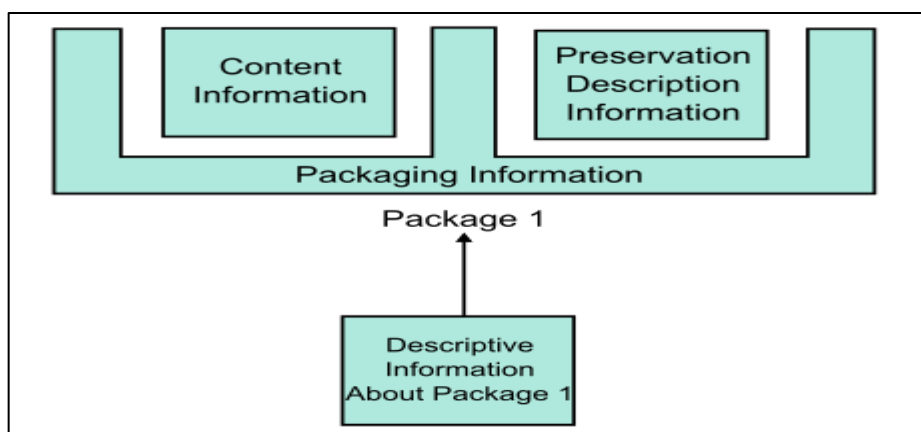 Content
Information
Preservation
Description
Information
Packaging Information
Package 1
Descriptive
Information
About Package 1